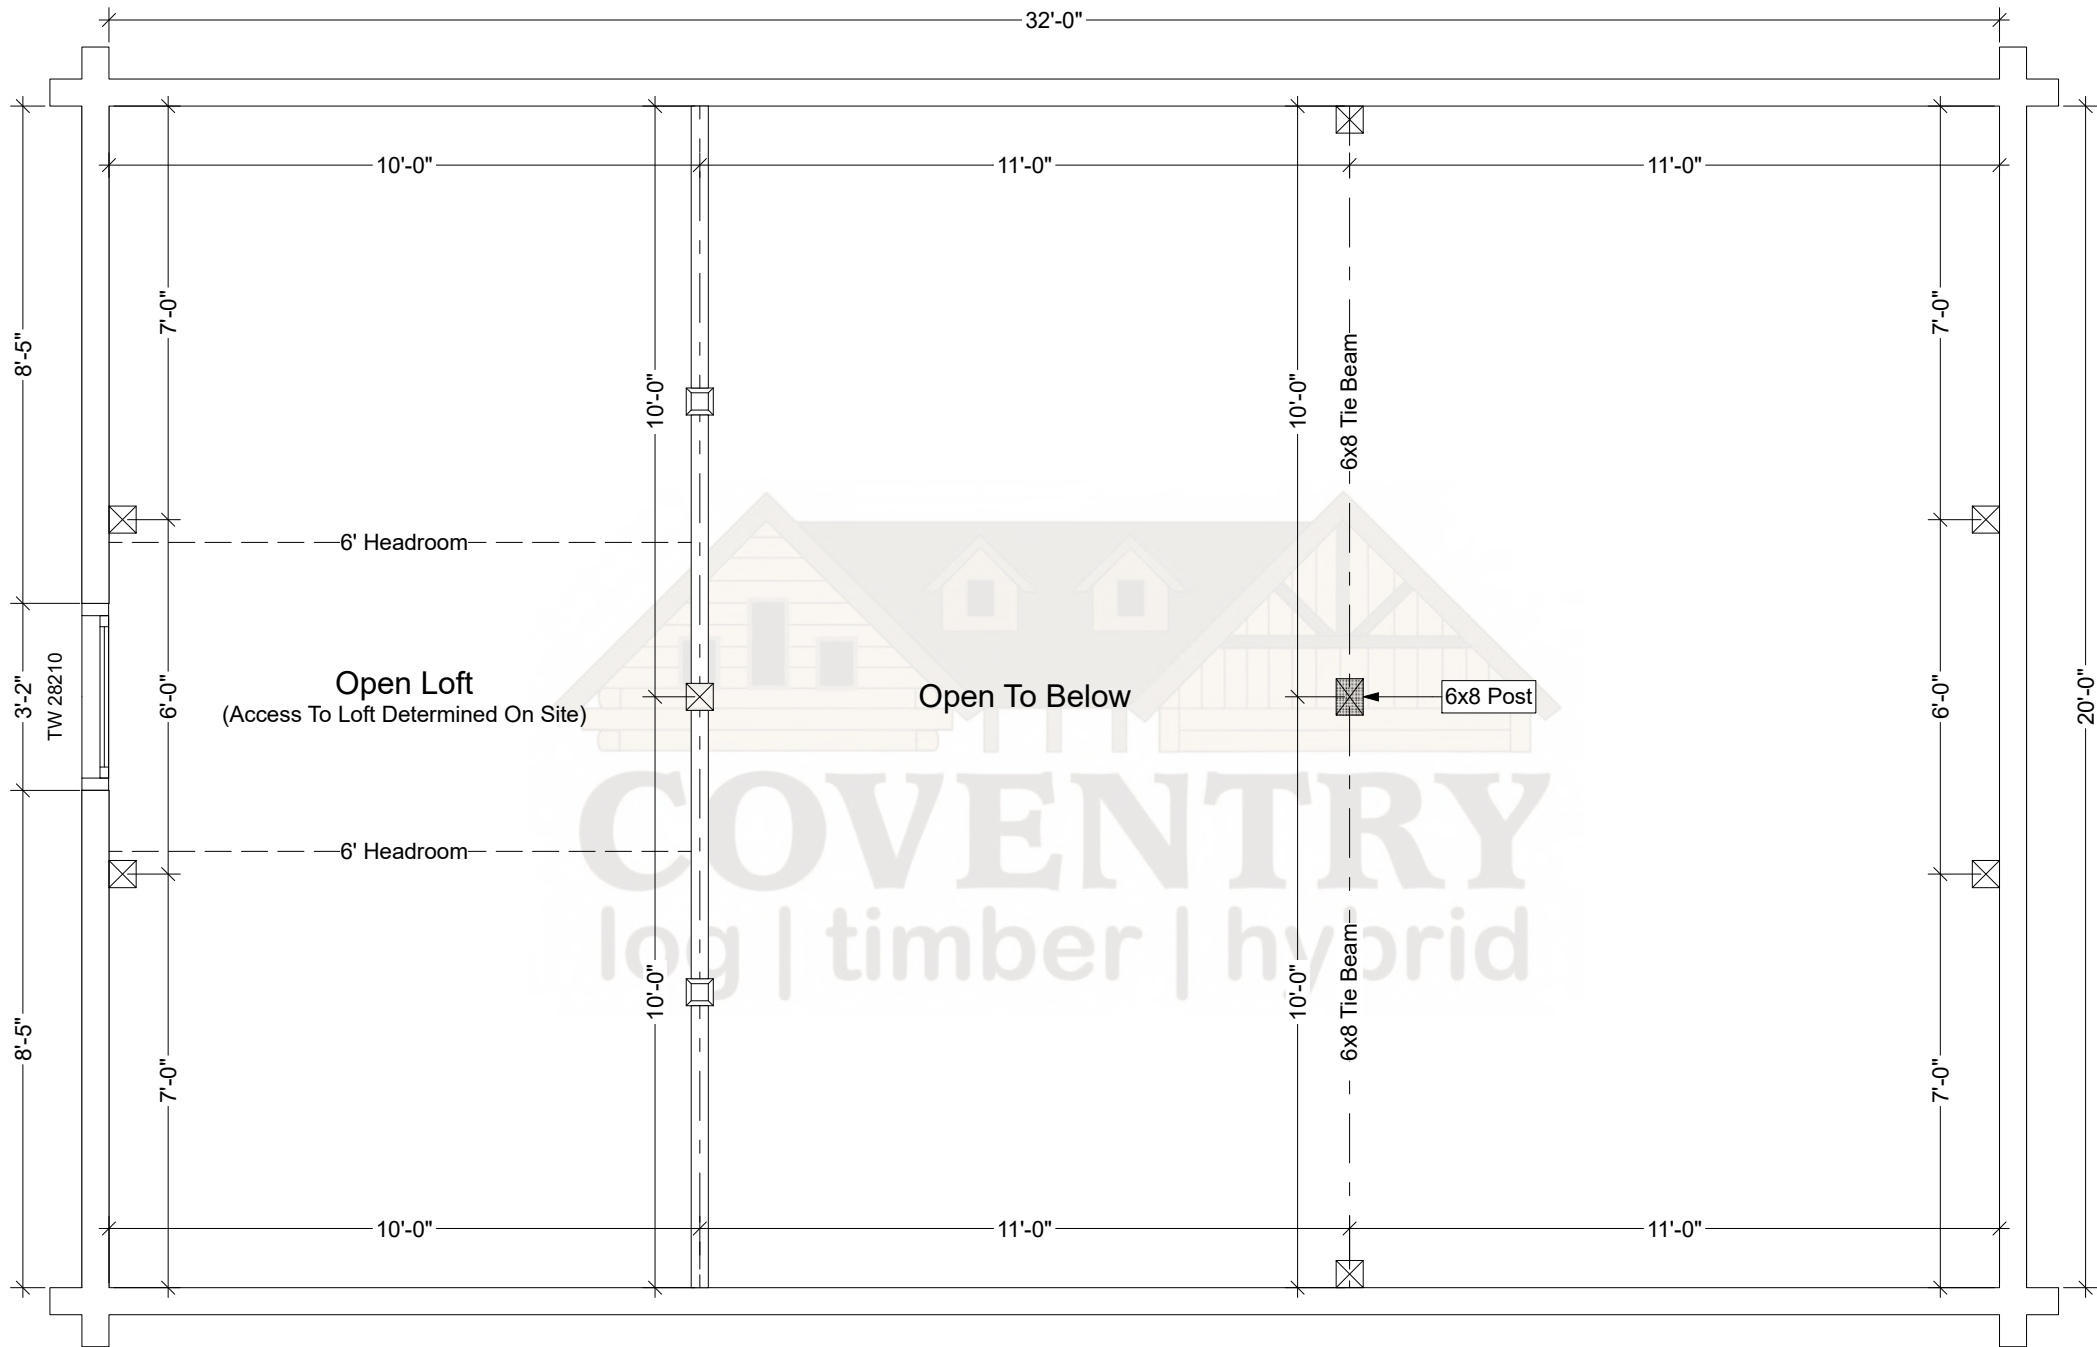 32'-0"
10'-0"
11'-0"
11'-0"
8'-5"
7'-0"
10'-0"
10'-0"
6x8 Tie Beam
7'-0"
6' Headroom
3'-2"
TW 28210
6'-0"
Open Loft
(Access To Loft Determined On Site)
Open To Below
6x8 Post
6'-0"
20'-0"
6' Headroom
COVENTRY
log | timber | hybrid
8'-5"
7'-0"
10'-0"
10'-0"
6x8 Tie Beam
7'-0"
10'-0"
11'-0"
11'-0"